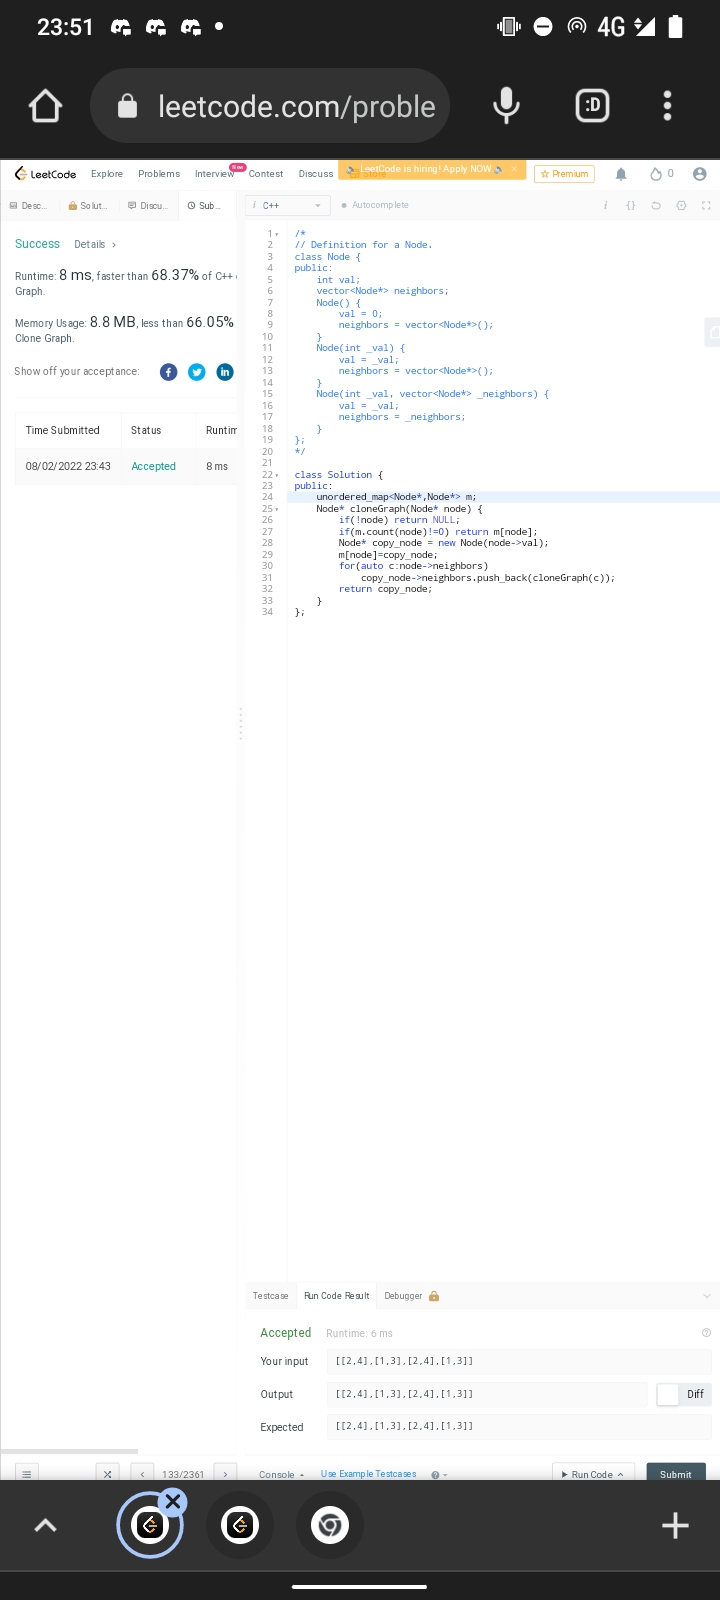 23:51
4G
leetcode.com/proble
:D
LeetCode
Explore
Problems
Interview
New
Contest
Discuss
LeetCode is hiring! Apply NOW.
Premium
0
Desc...
Solut...
Discu...
Sub...
i C++
Autocomplete
i {}
Success
Details >
Runtime: 8 ms, faster than 68.37% of C++
Graph.
Memory Usage: 8.8 MB, less than 66.05%
Clone Graph.
Show off your acceptance:
Time Submitted
Status
Runtim
08/02/2022 23:43
Accepted
8 ms
1 /*
2 // Definition for a Node.
3 class Node {
4 public:
5 int val;
6 vector<Node*> neighbors;
7 Node() {
8 val = 0;
9 neighbors = vector<Node*>();
10 }
11 Node(int _val) {
12 val = _val;
13 neighbors = vector<Node*>();
14 }
15 Node(int _val, vector<Node*> _neighbors) {
16 val = _val;
17 neighbors = _neighbors;
18 }
19 };
20 */
21
22 class Solution {
23 public:
24 unordered_map<Node*,Node*> m;
25 Node* cloneGraph(Node* node) {
26 if(!node) return NULL;
27 if(m.count(node)!=0) return m[node];
28 Node* copy_node = new Node(node->val);
29 m[node]=copy_node;
30 for(auto c:node->neighbors)
31 copy_node->neighbors.push_back(cloneGraph(c));
32 return copy_node;
33 }
34 };
Testcase
Run Code Result
Debugger
Accepted
Runtime: 6 ms
Your input
[[2,4],[1,3],[2,4],[1,3]]
Output
[[2,4],[1,3],[2,4],[1,3]]
Diff
Expected
[[2,4],[1,3],[2,4],[1,3]]
133/2361
Console
Use Example Testcases
Run Code
Submit